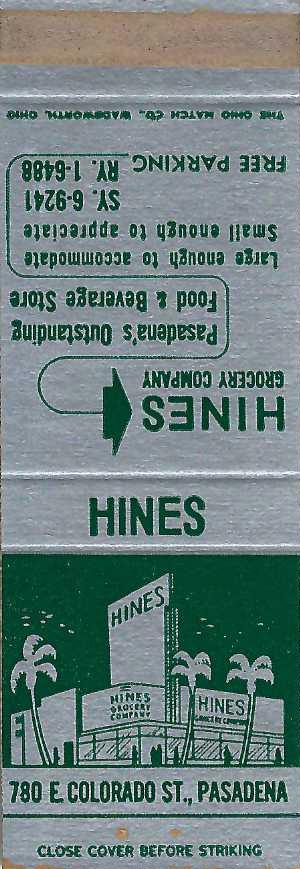 HINES
GROCERY COMPANY
Pasadena's Outstanding
Food & Beverage Store
Large enough to accommodate
Small enough to appreciate
SY. 6-9241
FREE PARKING RY. 1-6488
THE OHIO MATCH CO., WADSWORTH, OHIO
HINES
HINES
HINES
GROCERY
COMPANY
HINES
GROCERY COMPANY
780 E. COLORADO ST., PASADENA
CLOSE COVER BEFORE STRIKING